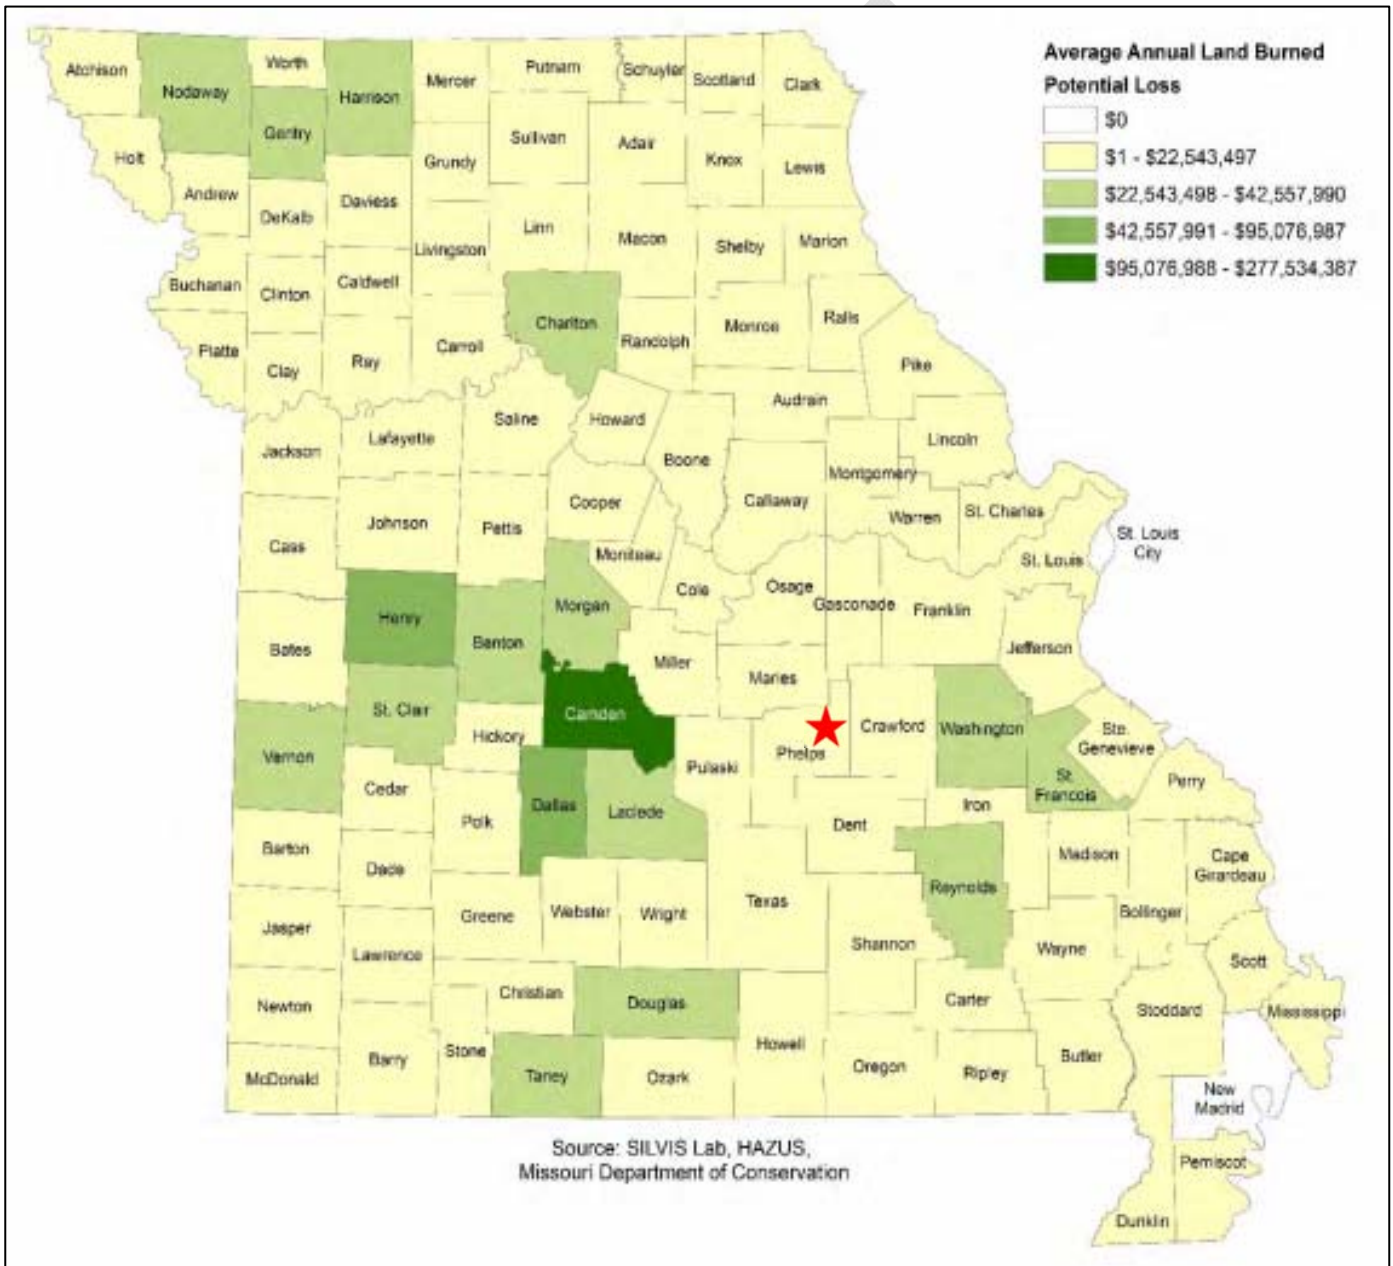 Average Annual Land Burned
Potential Loss
$0
$1 - $22,543,497
$22,543,498 - $42,557,990
$42,557,991 - $95,076,987
$95,076,988 - $277,534,387
Atchison
Nodaway
Worth
Harrison
Mercer
Putnam
Schuyler
Scotland
Clark
Gentry
Holt
Andrew
DeKalb
Daviess
Grundy
Sullivan
Adair
Knox
Lewis
Livingston
Linn
Macon
Shelby
Marion
Buchanan
Clinton
Caldwell
Chariton
Randolph
Monroe
Ralls
Platte
Clay
Ray
Carroll
Pike
Audrain
Saline
Howard
Jackson
Lafayette
Boone
Lincoln
Montgomery
Callaway
Cooper
Johnson
Pettis
Warren
St. Charles
St. Louis
City
Cass
Moniteau
St. Louis
Cole
Osage
Gasconade
Franklin
Morgan
Henry
Benton
Bates
Miller
Jefferson
Maries
St. Clair
Camden
Hickory
Crawford
Washington
Ste.
Genevieve
Vernon
Phelps
Pulaski
St.
Francois
Perry
Cedar
Dallas
Laclede
Iron
Polk
Dent
Barton
Dade
Madison
Cape
Girardeau
Reynolds
Texas
Greene
Webster
Wright
Bollinger
Jasper
Lawrence
Shannon
Wayne
Scott
Christian
Douglas
Carter
Newton
Stoddard
Mississippi
Stone
Barry
Howell
McDonald
Taney
Ozark
Oregon
Ripley
Butler
New
Madrid
Pemiscot
Dunklin
Source: SILVIS Lab, HAZUS,
Missouri Department of Conservation